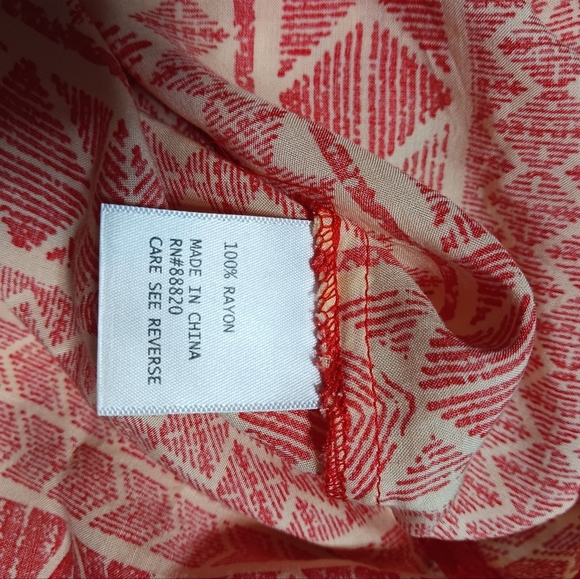 100% RAYON
MADE IN CHINA
RN#88820
CARE SEE REVERSE